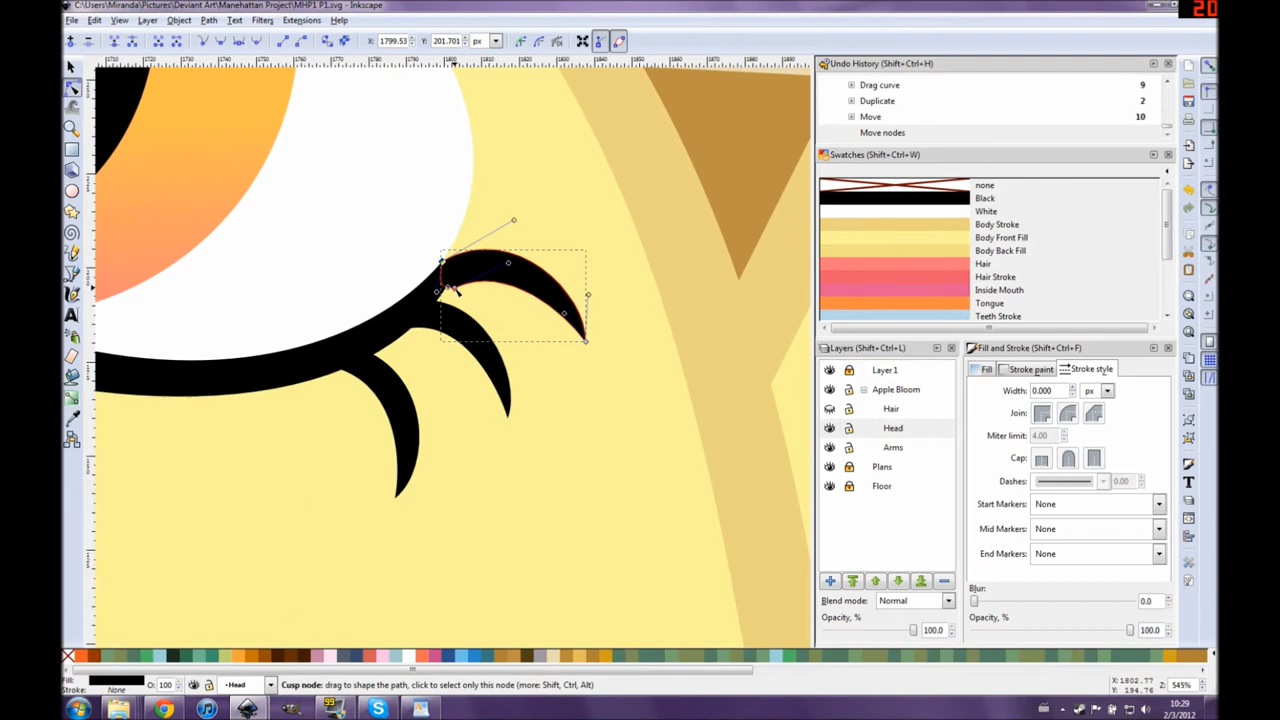 C:\Users\Miranda\Pictures\Deviant Art\Manehattan Project\MHP1 P1.svg - Inkscape
20
File Edit View Layer Object Path Text Filters Extensions Help
X: 1799.53 Y: 201.701 px
Undo History (Shift+Ctrl+H)
Drag curve 9
Duplicate 2
Move 10
Move nodes
Swatches (Shift+Ctrl+W)
none
Black
White
Body Stroke
Body Front Fill
Body Back Fill
Hair
Hair Stroke
Inside Mouth
Tongue
Teeth Stroke
Layers (Shift+Ctrl+L)
Layer 1
Apple Bloom
Hair
Head
Arms
Plans
Floor
Blend mode: Normal
Opacity, %
100.0
Fill and Stroke (Shift+Ctrl+F)
Fill Stroke paint Stroke style
Width: 0.000 px
Join:
Miter limit: 4.00
Cap:
Dashes: 0.00
Start Markers: None
Mid Markers: None
End Markers: None
Blur:
0.0
Opacity, %
100.0
Fill:
Stroke: None
O: 100
Head
Cusp node: drag to shape the path, click to select only this node (more: Shift, Ctrl, Alt)
X: 1802.77
Y: 194.76
Z: 545%
99
10:29
2/3/2012